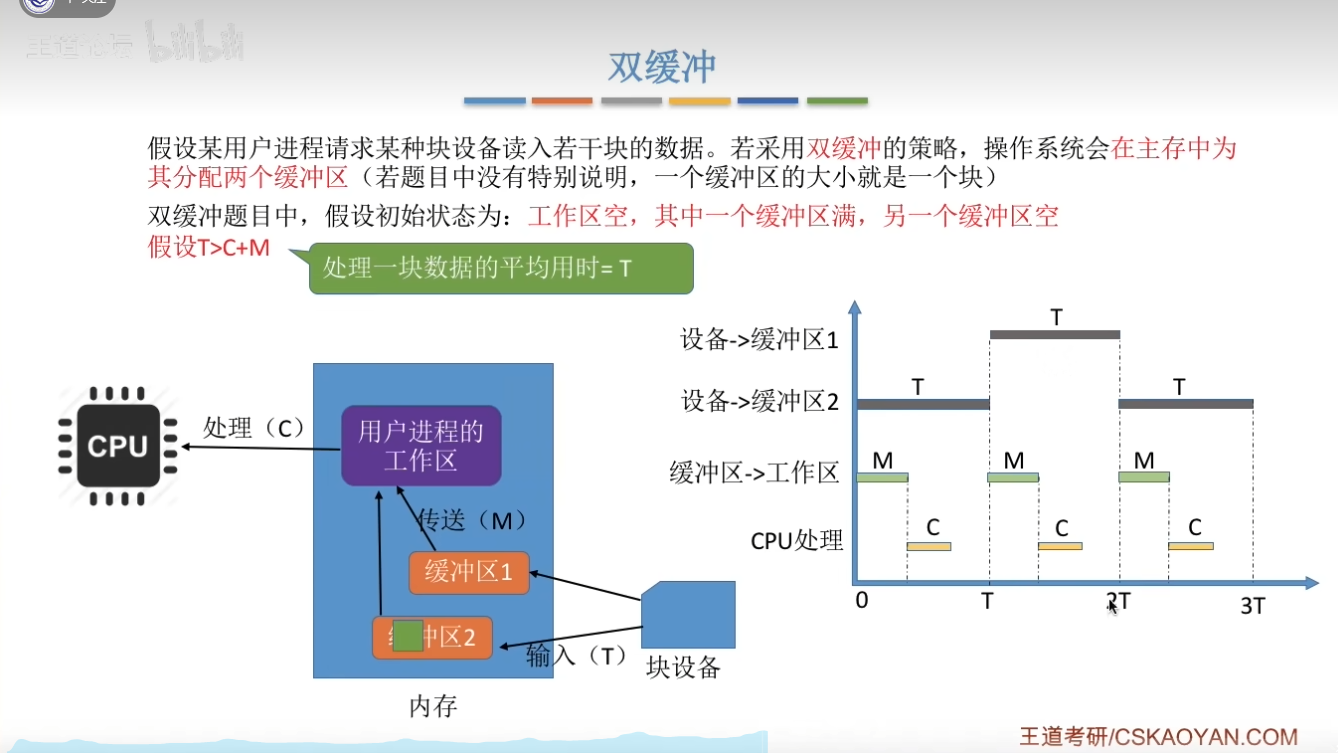 王道论坛 bilibili
双缓冲
假设某用户进程请求某种块设备读入若干块的数据。若采用双缓冲的策略，操作系统会在主存中为
其分配两个缓冲区（若题目中没有特别说明，一个缓冲区的大小就是一个块）
双缓冲题目中，假设初始状态为：工作区空，其中一个缓冲区满，另一个缓冲区空
假设T>C+M
处理一块数据的平均用时= T
CPU
处理（C）
用户进程的
工作区
传送（M）
缓冲区1
冲区2
输入（T）
块设备
内存
设备->缓冲区1
T
设备->缓冲区2
T
T
缓冲区->工作区
M
M
M
CPU处理
C
C
C
0
T
2T
3T
王道考研/CSKAOYAN.COM